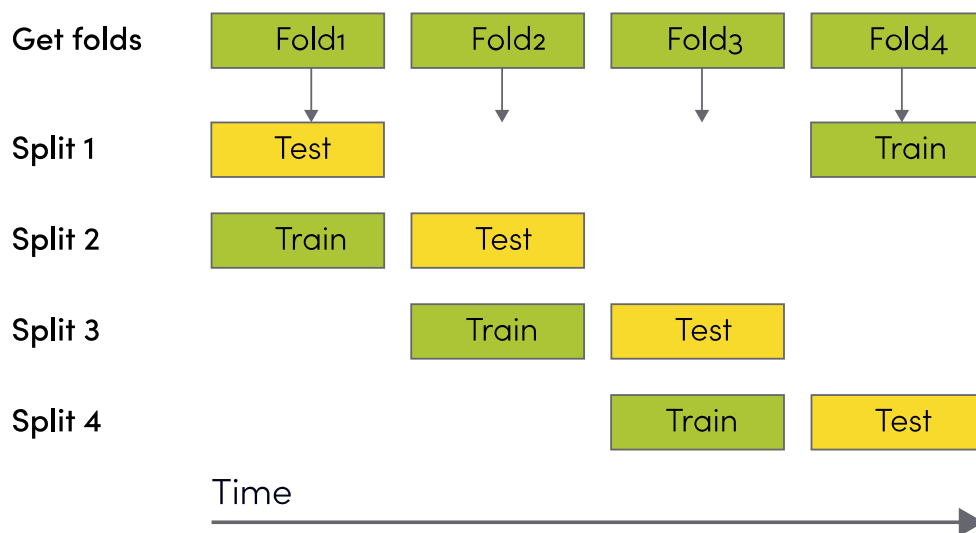 Get folds Fold1 Fold2 Fold3 Fold4
Split 1 Test Train
Split 2 Train Test
Split 3 Train Test
Split 4 Train Test
Time